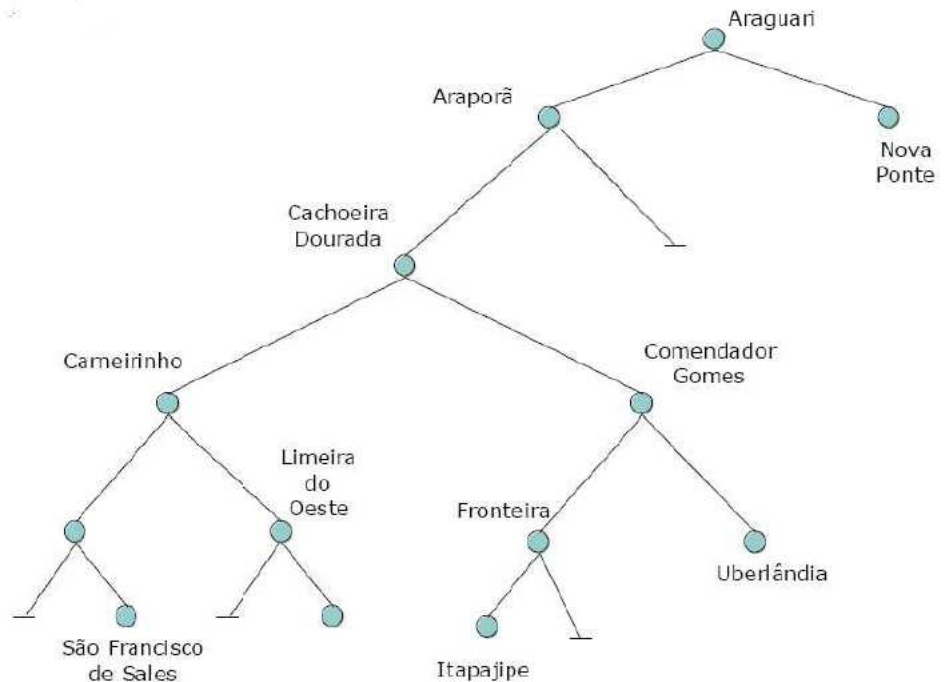 Araguari
Araporã
Nova
Ponte
Cachoeira
Dourada
Carneirinho
Comendador
Gomes
Limeira
do
Oeste
Fronteira
Uberlândia
São Francisco
de Sales
Itapajipe